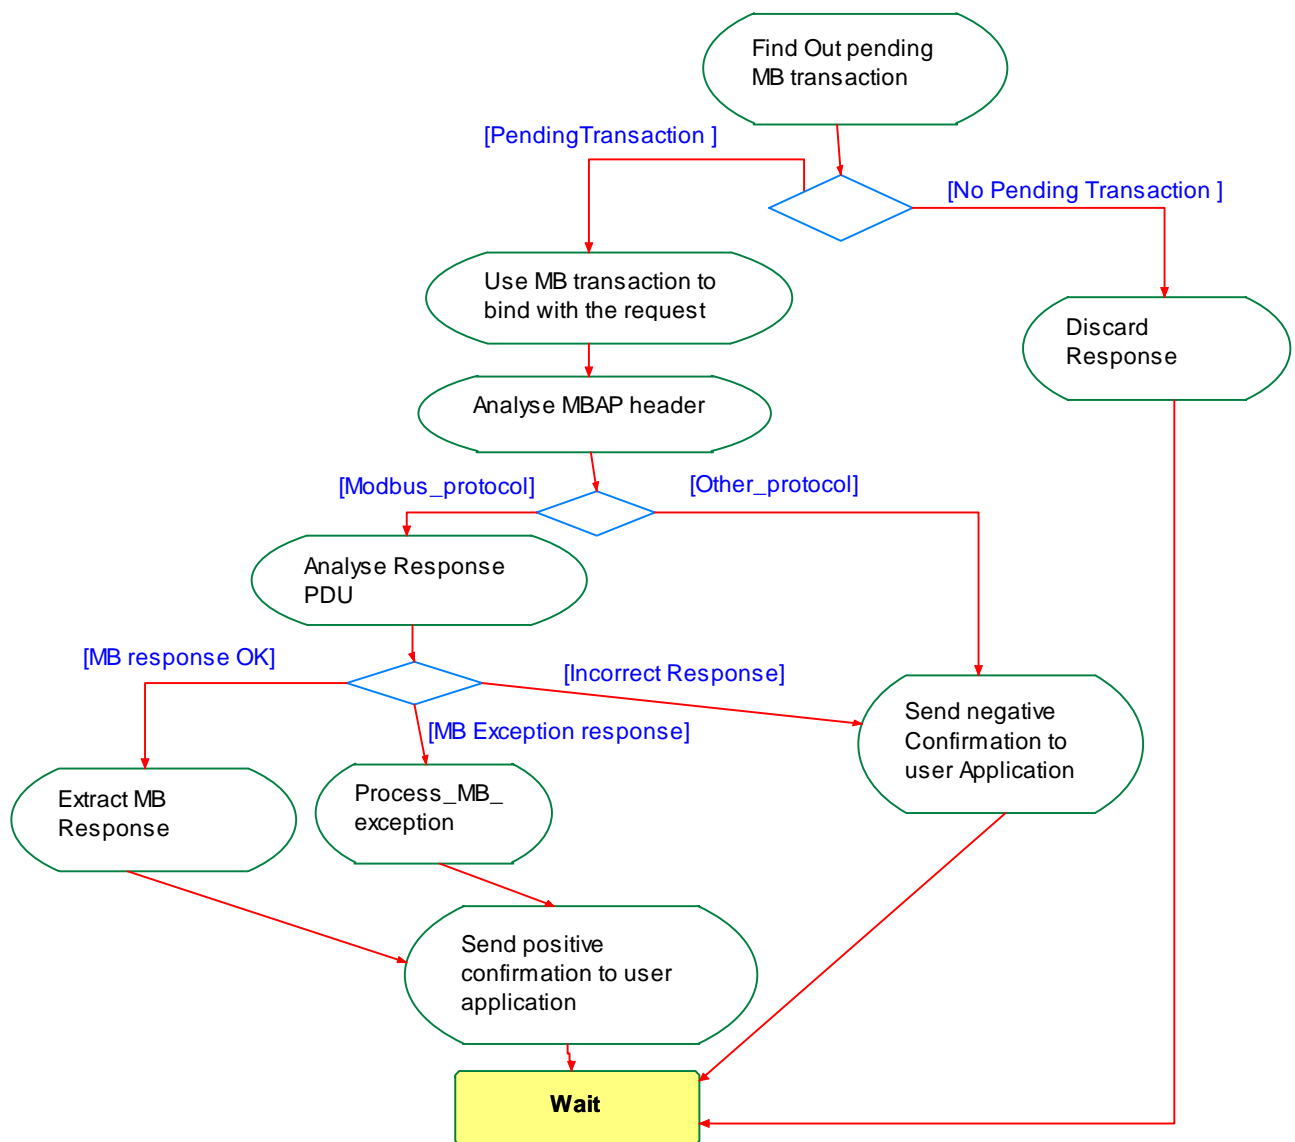 Find Out pending
MB transaction
[PendingTransaction ]
[No Pending Transaction ]
Use MB transaction to
bind with the request
Discard
Response
Analyse MBAP header
[Modbus_protocol]
[Other_protocol]
Analyse Response
PDU
[MB response OK]
[Incorrect Response]
[MB Exception response]
Send negative
Confirmation to
user Application
Extract MB
Response
Process_MB_
exception
Send positive
confirmation to user
application
Wait